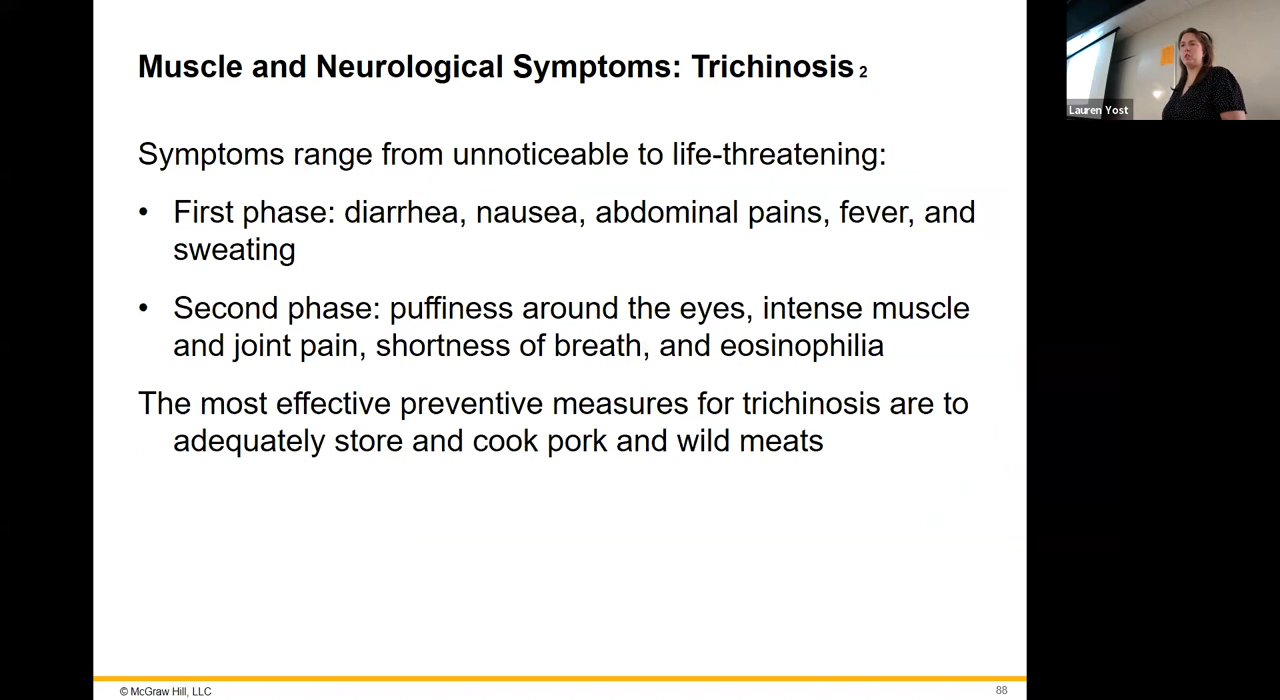 Muscle and Neurological Symptoms: Trichinosis 2
Lauren Yost
Symptoms range from unnoticeable to life-threatening:
• First phase: diarrhea, nausea, abdominal pains, fever, and
sweating
• Second phase: puffiness around the eyes, intense muscle
and joint pain, shortness of breath, and eosinophilia
The most effective preventive measures for trichinosis are to
adequately store and cook pork and wild meats
© McGraw Hill, LLC
88